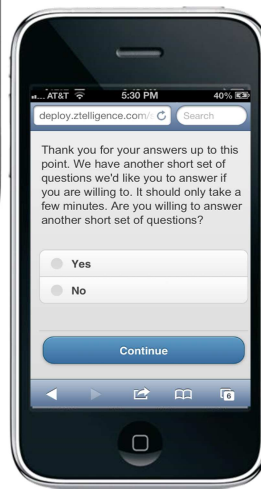 AT&T 5:30 PM 40%
deploy.ztelligence.com/ Search
Thank you for your answers up to this
point. We have another short set of
questions we'd like you to answer if
you are willing to. It should only take a
few minutes. Are you willing to answer
another short set of questions?
Yes
No
Continue
6